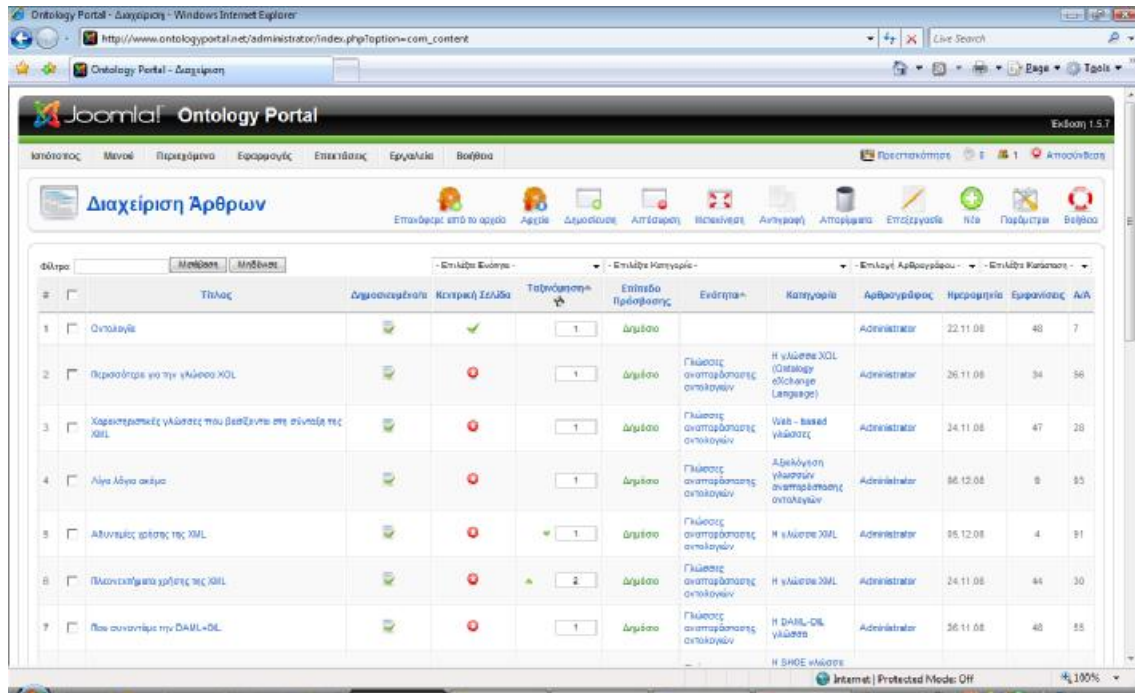 Ontology Portal - Διαχείριση - Windows Internet Explorer
http://www.ontologyportal.net/administrator/index.php?option=com_content
Live Search
Ontology Portal - Διαχείριση
Page Tools
Joomla! Ontology Portal
Έκδοση 1.5.7
Ιστότοπος Μενού Περιεχόμενο Εφαρμογές Επεκτάσεις Εργαλεία Βοήθεια
Προεπισκόπηση 0 1 Αποσύνδεση
Διαχείριση Άρθρων
Επανάφερε από το αρχείο Αρχείο Δημοσίευση Απόσυρση Μετακίνηση Αντιγραφή Απορίμματα Επεξεργασία Νέο Παράμετροι Βοήθεια
Φίλτρο: Μετάβαση Μηδένιση - Επιλέξτε Ενότητα - - Επιλέξτε Κατηγορία - - Επιλογή Αρθρογράφου - - Επιλέξτε Κατάσταση -
# Τίτλος Δημοσιευμένο/α Κεντρική Σελίδα Ταξινόμηση Επίπεδο Πρόσβασης Ενότητα Κατηγορία Αρθρογράφος Ημερομηνία Εμφανίσεις Α/Α
1 Οντολογία 1 Δημόσιο Administrator 22.11.08 48 7
2 Περισσότερα για την γλώσσα XOL 1 Δημόσιο Γλώσσες αναπαράστασης οντολογιών Η γλώσσα XOL (Ontology eXchange Language) Administrator 26.11.08 34 56
3 Χαρακτηριστικές γλώσσες που βασίζονται στη σύνταξη της XML 1 Δημόσιο Γλώσσες αναπαράστασης οντολογιών Web - based γλώσσες Administrator 24.11.08 47 28
4 Λίγα λόγια ακόμα 1 Δημόσιο Γλώσσες αναπαράστασης οντολογιών Αξιολόγηση γλωσσών αναπαράστασης οντολογιών Administrator 06.12.08 93
5 Αδυναμίες χρήσης της XML 1 Δημόσιο Γλώσσες αναπαράστασης οντολογιών Η γλώσσα XML Administrator 05.12.08 4 91
6 Πλεονεκτήματα χρήσης της XML 2 Δημόσιο Γλώσσες αναπαράστασης οντολογιών Η γλώσσα XML Administrator 24.11.08 44 30
7 Που συναντάμε την DAML+OIL 1 Δημόσιο Γλώσσες αναπαράστασης οντολογιών Η DAML-OIL γλώσσα Administrator 26.11.08 48 55
Η SHOE γλώσσα
Internet | Protected Mode: Off 100%